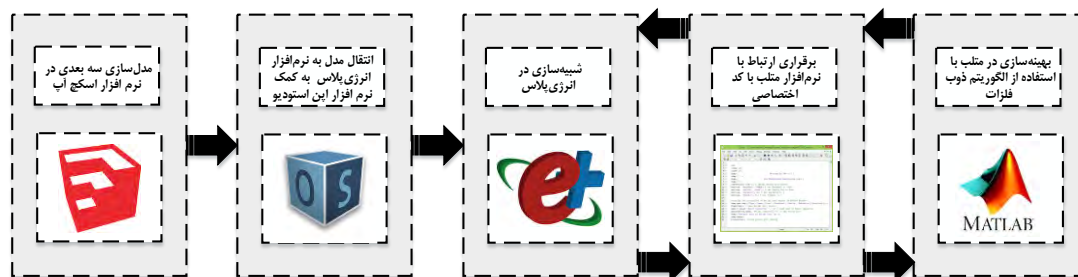 مدل‌سازی سه بعدی در
نرم افزار اسکچ آپ
انتقال مدل به نرم‌افزار
انرژی‌پلاس به کمک
نرم افزار اپن استودیو
شبیه‌سازی در
انرژی‌پلاس
برقراری ارتباط با
نرم‌افزار متلب با کد
اختصاصی
بهینه‌سازی در متلب با
استفاده از الگوریتم ذوب
فلزات
OS
e+
MATLAB